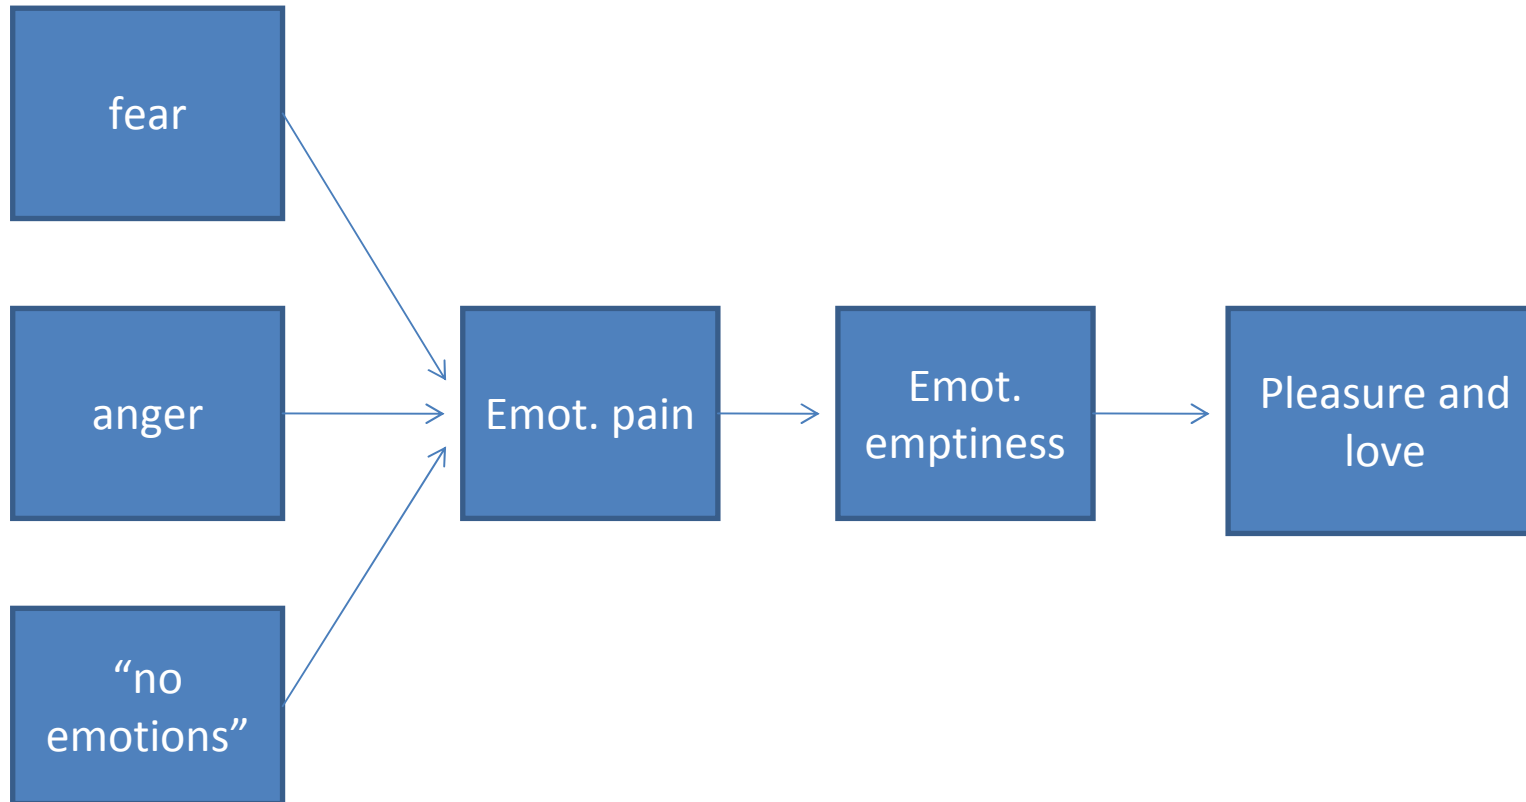 fear
anger
Emot. pain
Emot.
emptiness
Pleasure and
love
“no
emotions”